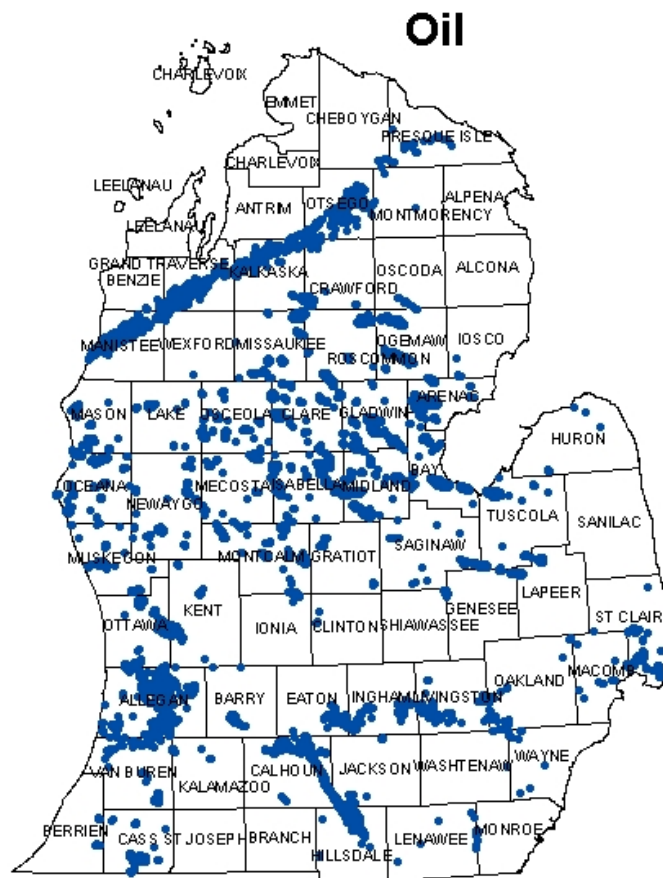 Oil
CHARLEVOIX
EMMET
CHEBOYGAN
PRESQUE ISLE
CHARLEVOIX
LEELANAU
ANTRIM
OTSEGO
MONTMORENCY
ALPENA
LEELANAU
GRAND TRAVERSE
BENZIE
KALKASKA
CRAWFORD
OSCODA
ALCONA
MANISTEE
WEXFORD
MISSAUKEE
ROSCOMMON
OGEMAW
IOSCO
ARENAC
MASON
LAKE
OSCEOLA
CLARE
GLADWIN
HURON
OCEANA
NEWAYGO
MECOSTA
ISABELLA
MIDLAND
BAY
TUSCOLA
SANILAC
MUSKEGON
MONTCALM
GRATIOT
SAGINAW
LAPEER
GENESEE
ST CLAIR
OTTAWA
KENT
IONIA
CLINTON
SHIAWASSEE
ALLEGAN
BARRY
EATON
INGHAM
LIVINGSTON
OAKLAND
MACOMB
VAN BUREN
KALAMAZOO
CALHOUN
JACKSON
WASHTENAW
WAYNE
BERRIEN
CASS
ST JOSEPH
BRANCH
HILLSDALE
LENAWEE
MONROE